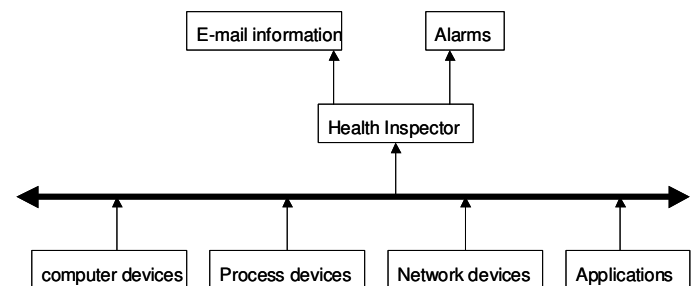 E-mail information
Alarms
Health Inspector
computer devices
Process devices
Network devices
Applications